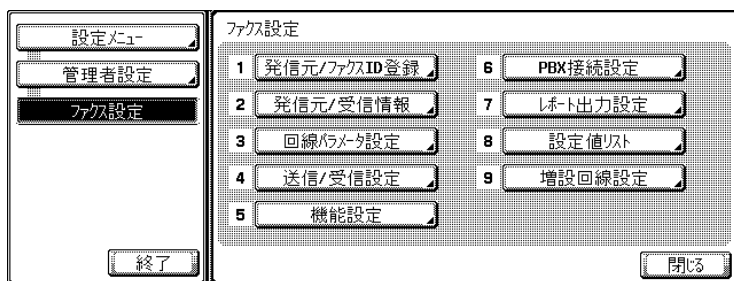 設定メニュー
管理者設定
ファクス設定
終了
ファクス設定
1 発信元/ファクスID登録
2 発信元/受信情報
3 回線パラメータ設定
4 送信/受信設定
5 機能設定
6 PBX接続設定
7 レポート出力設定
8 設定値リスト
9 増設回線設定
閉じる